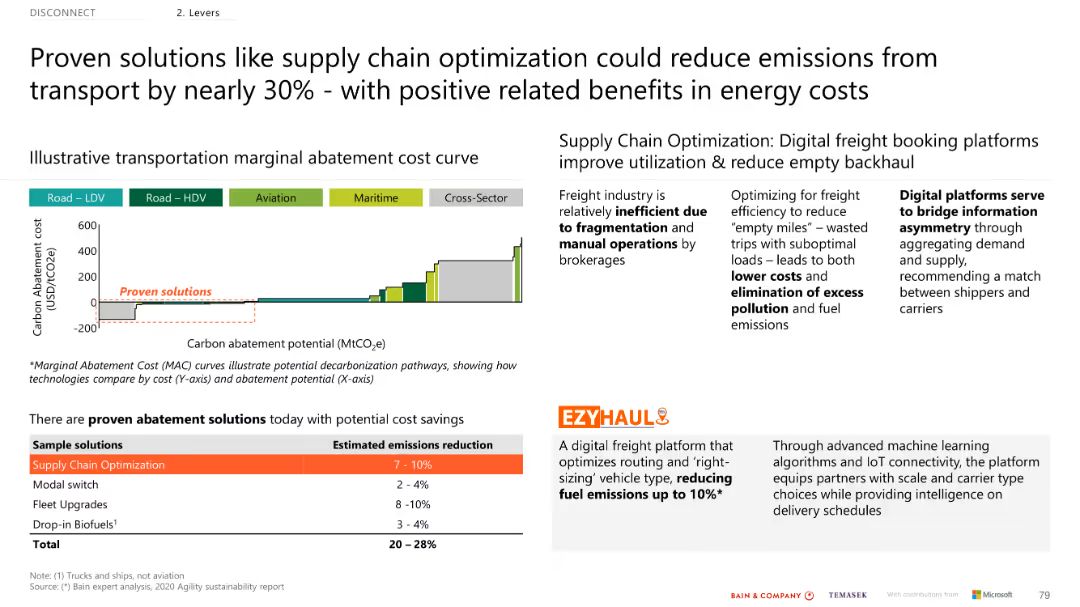 DISCONNECT
2. Levers
Proven solutions like supply chain optimization could reduce emissions from
transport by nearly 30% - with positive related benefits in energy costs
Illustrative transportation marginal abatement cost curve
Road – LDV
Road – HDV
Aviation
Maritime
Cross-Sector
Carbon Abatement cost
(USD/tCO2e)
600
400
200
0
-200
Proven solutions
Carbon abatement potential (MtCO₂e)
*Marginal Abatement Cost (MAC) curves illustrate potential decarbonization pathways, showing how
technologies compare by cost (Y-axis) and abatement potential (X-axis)
There are proven abatement solutions today with potential cost savings
Sample solutions Estimated emissions reduction
Supply Chain Optimization 7 - 10%
Modal switch 2 - 4%
Fleet Upgrades 8 -10%
Drop-in Biofuels¹ 3 - 4%
Total 20 – 28%
Supply Chain Optimization: Digital freight booking platforms
improve utilization & reduce empty backhaul
Freight industry is
relatively inefficient due
to fragmentation and
manual operations by
brokerages
Optimizing for freight
efficiency to reduce
“empty miles” – wasted
trips with suboptimal
loads – leads to both
lower costs and
elimination of excess
pollution and fuel
emissions
Digital platforms serve
to bridge information
asymmetry through
aggregating demand
and supply,
recommending a match
between shippers and
carriers
EZYHAUL
A digital freight platform that
optimizes routing and ‘right-
sizing’ vehicle type, reducing
fuel emissions up to 10%*
Through advanced machine learning
algorithms and IoT connectivity, the platform
equips partners with scale and carrier type
choices while providing intelligence on
delivery schedules
Note: (1) Trucks and ships, not aviation
Source: (*) Bain expert analysis, 2020 Agility sustainability report
BAIN & COMPANY
TEMASEK
With contributions from
Microsoft
79